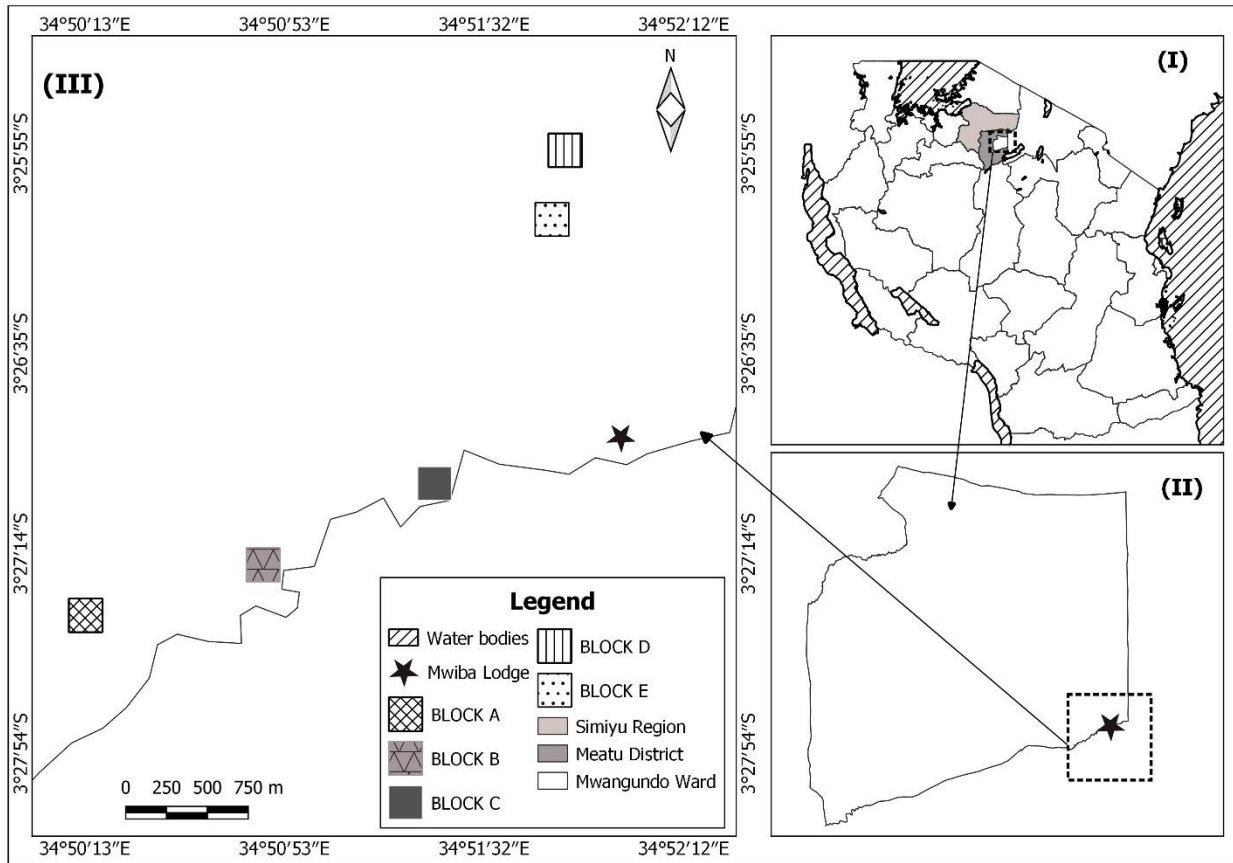 34°50′13″E 34°50′53″E 34°51′32″E 34°52′12″E
(III)
N
3°25′55″S
3°26′35″S
3°27′14″S
3°27′54″S
3°25′55″S
3°26′35″S
3°27′14″S
3°27′54″S
0 250 500 750 m
Legend
Water bodies
Mwiba Lodge
BLOCK A
BLOCK B
BLOCK C
BLOCK D
BLOCK E
Simiyu Region
Meatu District
Mwangundo Ward
34°50′13″E 34°50′53″E 34°51′32″E 34°52′12″E
(I)
(II)